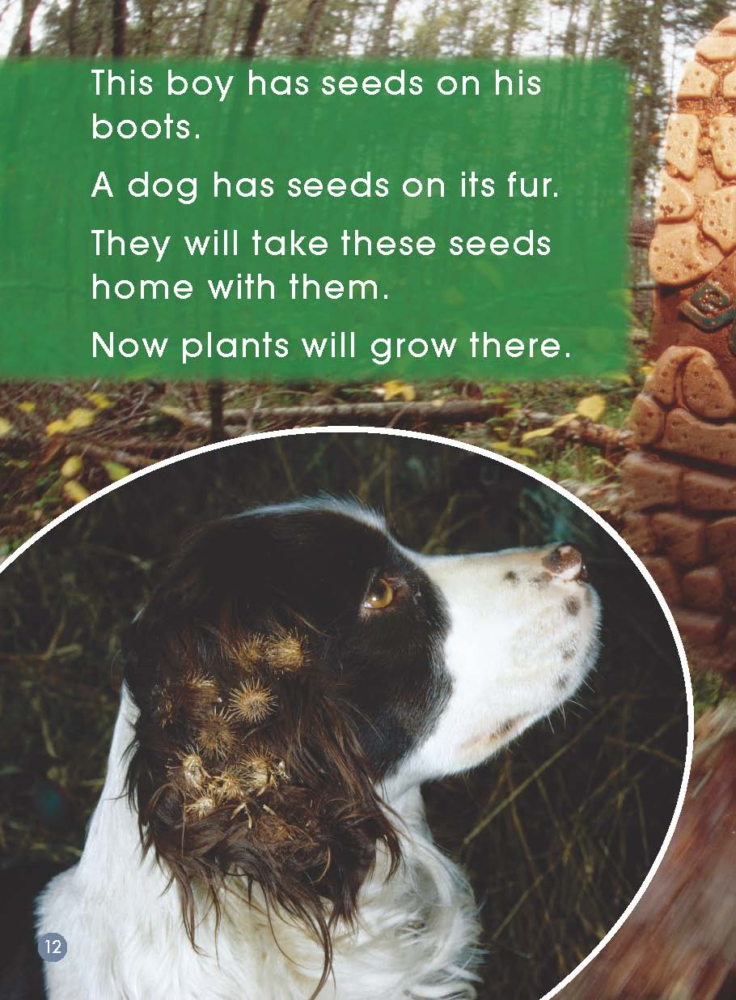 This boy has seeds on his
boots.
A dog has seeds on its fur.
They will take these seeds
home with them.
Now plants will grow there.
12